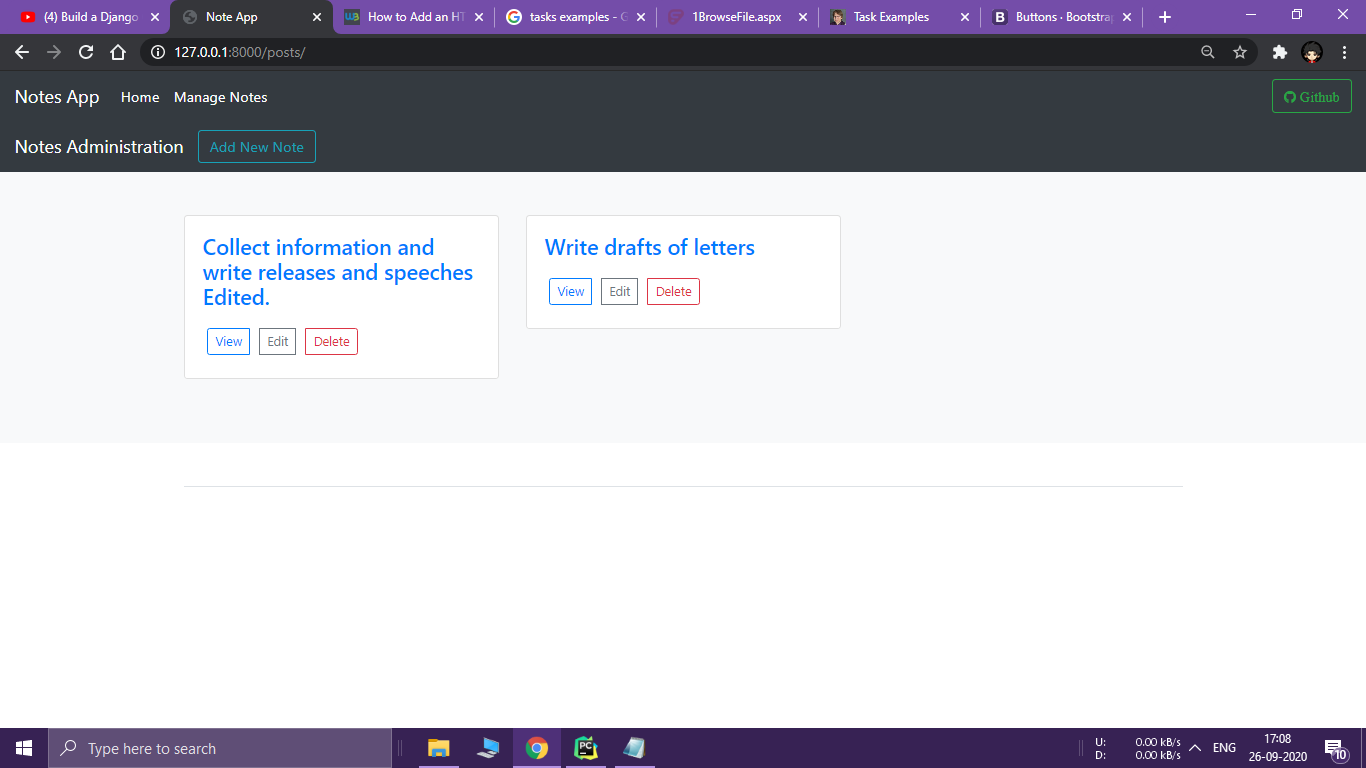 (4) Build a Django
Note App
How to Add an HT
tasks examples - G
1BrowseFile.aspx
Task Examples
Buttons · Bootstrap
127.0.0.1:8000/posts/
Notes App
Home
Manage Notes
Github
Notes Administration
Add New Note
Collect information and
write releases and speeches
Edited.
View
Edit
Delete
Write drafts of letters
View
Edit
Delete
Type here to search
U: 0.00 kB/s
D: 0.00 kB/s
ENG
17:08
26-09-2020
10